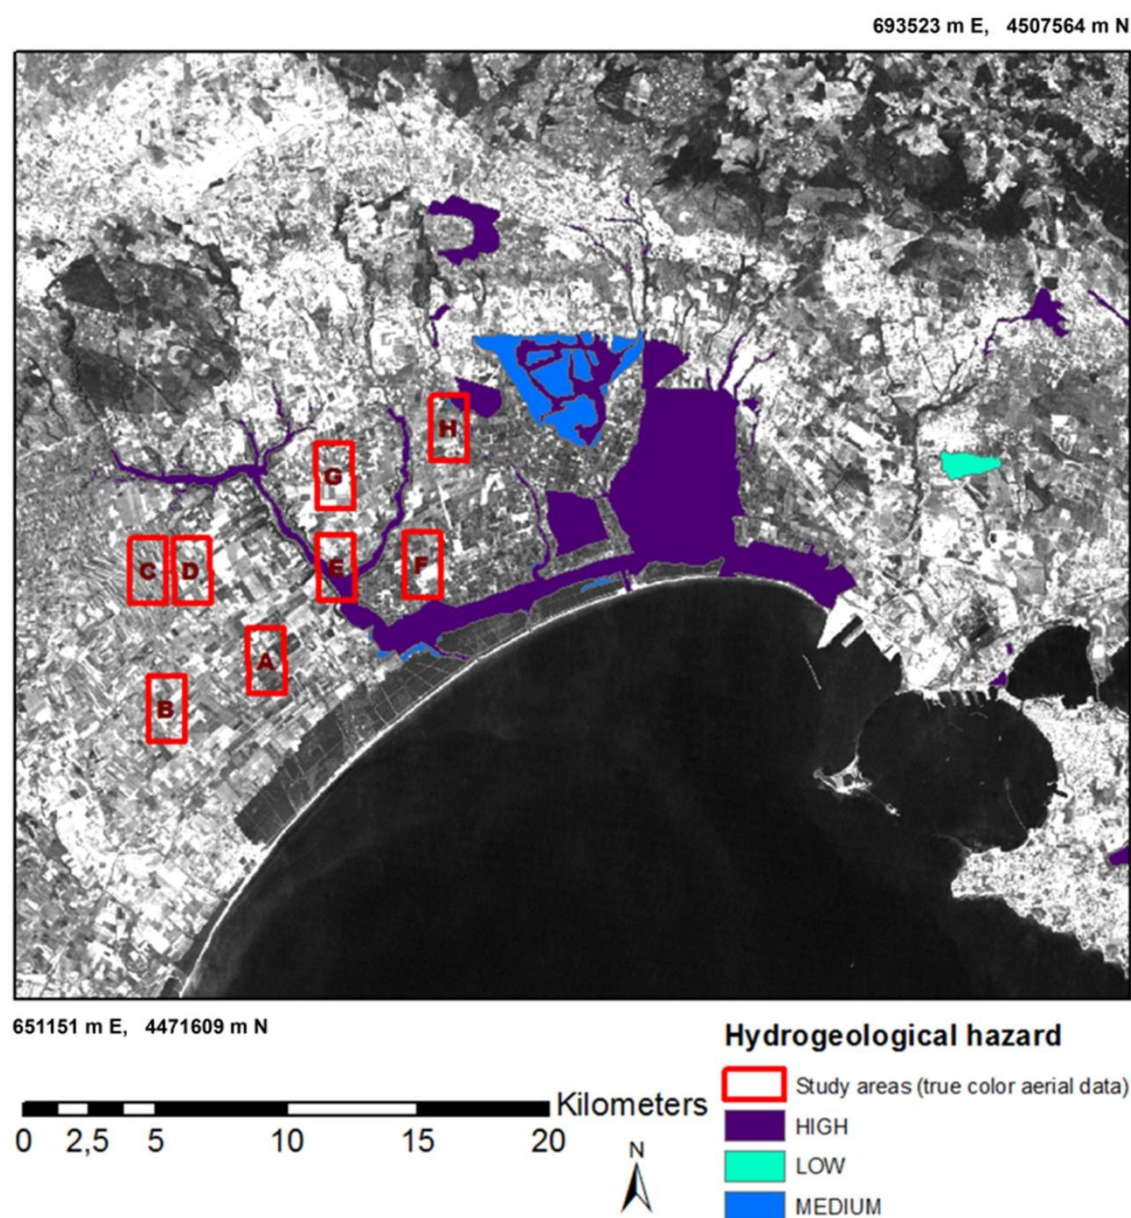 693523 m E, 4507564 m N
H
G
C
D
E
F
A
B
651151 m E, 4471609 m N
Hydrogeological hazard
Study areas (true color aerial data)
HIGH
LOW
MEDIUM
Kilometers
0 2,5 5 10 15 20
N